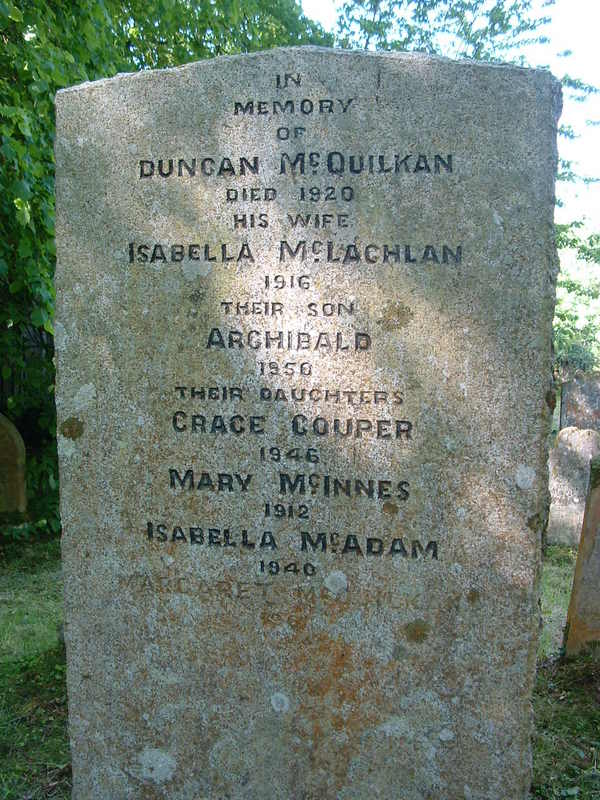 IN
MEMORY
OF
DUNCAN McQUILKAN
DIED 1920
HIS WIFE
ISABELLA McLACHLAN
1916
THEIR SON
ARCHIBALD
1950
THEIR DAUGHTERS
GRACE COUPER
1946
MARY McINNES
1912
ISABELLA McADAM
1940
MARGARET